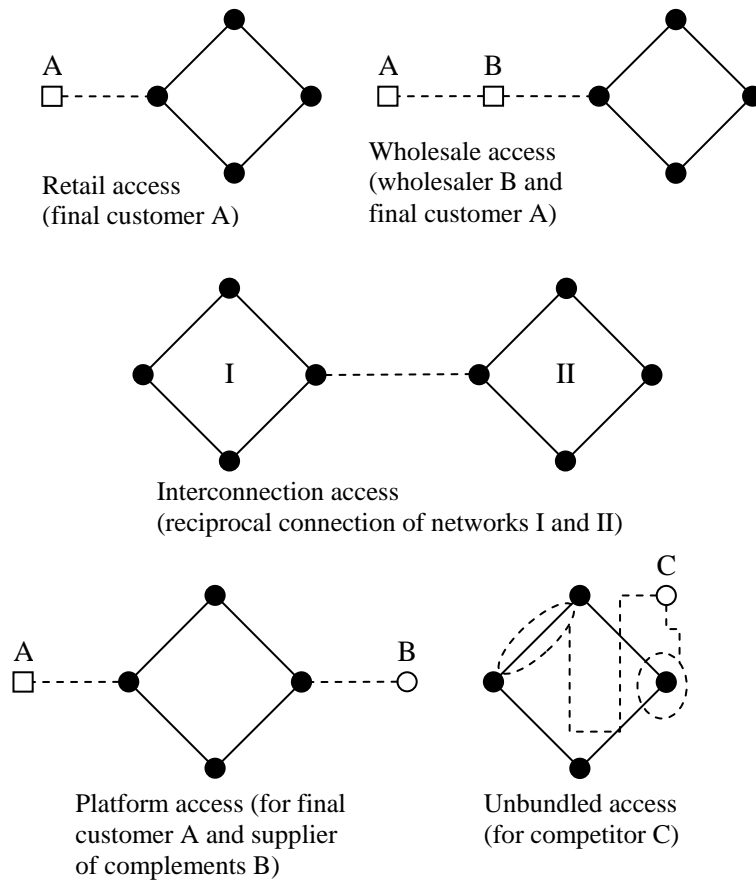 A
A B
Retail access
(final customer A)
Wholesale access
(wholesaler B and
final customer A)
I II
Interconnection access
(reciprocal connection of networks I and II)
A B
C
Platform access (for final
customer A and supplier
of complements B)
Unbundled access
(for competitor C)